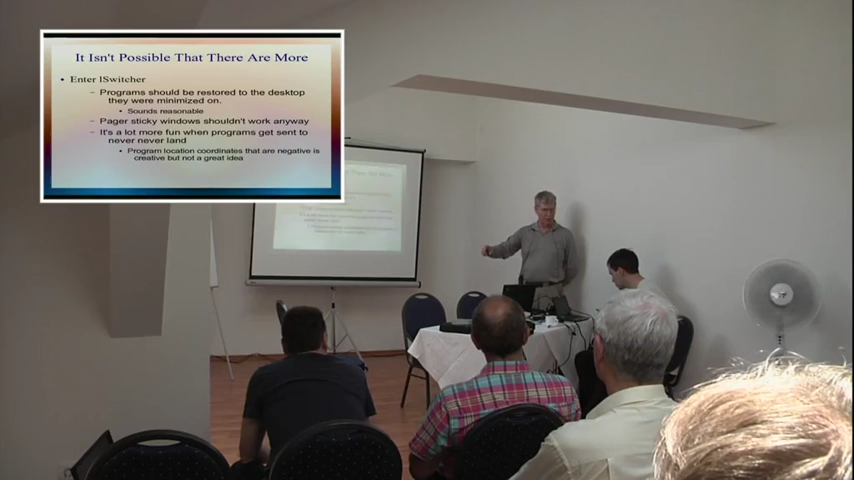 It Isn't Possible That There Are More
• Enter lSwitcher
– Programs should be restored to the desktop
they were minimized on.
• Sounds reasonable
– Pager sticky windows shouldn't work anyway
– It's a lot more fun when programs get sent to
never never land
• Program location coordinates that are negative is
creative but not a great idea